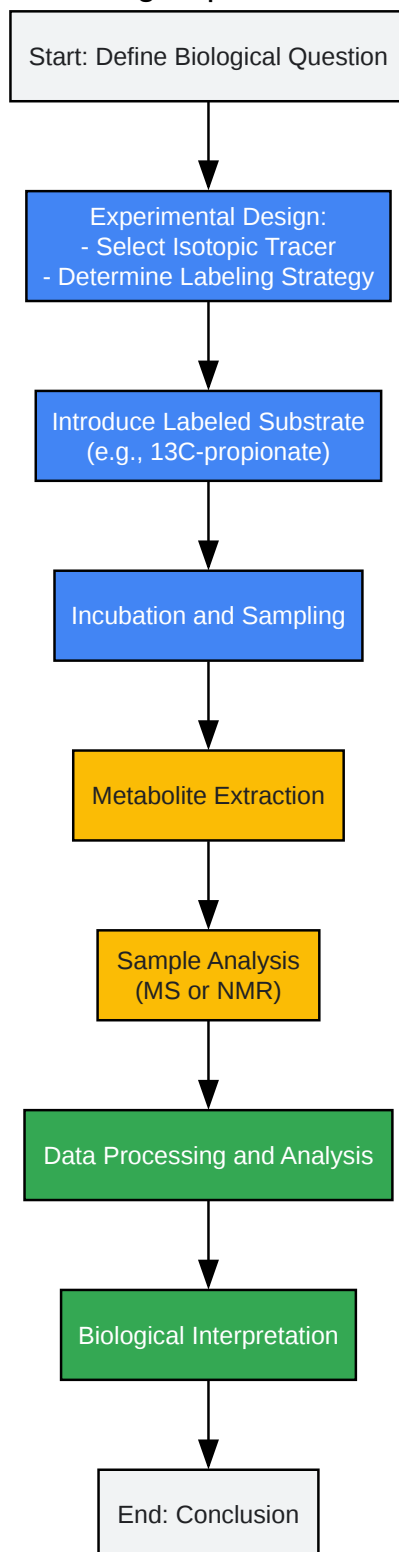 Start: Define Biological Question
Experimental Design:
- Select Isotopic Tracer
- Determine Labeling Strategy
Introduce Labeled Substrate
(e.g., 13C-propionate)
Incubation and Sampling
Metabolite Extraction
Sample Analysis
(MS or NMR)
Data Processing and Analysis
Biological Interpretation
End: Conclusion